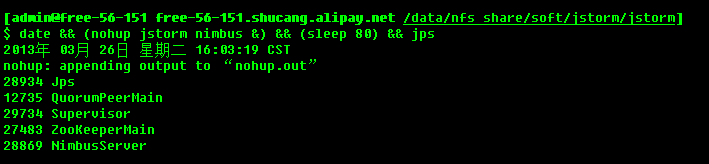 [admin@free-56-151 free-56-151.shucang.alipay.net /data/nfs_share/soft/jstorm/jstorm]
$ date && (nohup jstorm nimbus &) && (sleep 80) && jps
2013年 03月 26日 星期二 16:03:19 CST
nohup: appending output to “nohup.out”
28934 Jps
12735 QuorumPeerMain
29734 Supervisor
27483 ZooKeeperMain
28869 NimbusServer